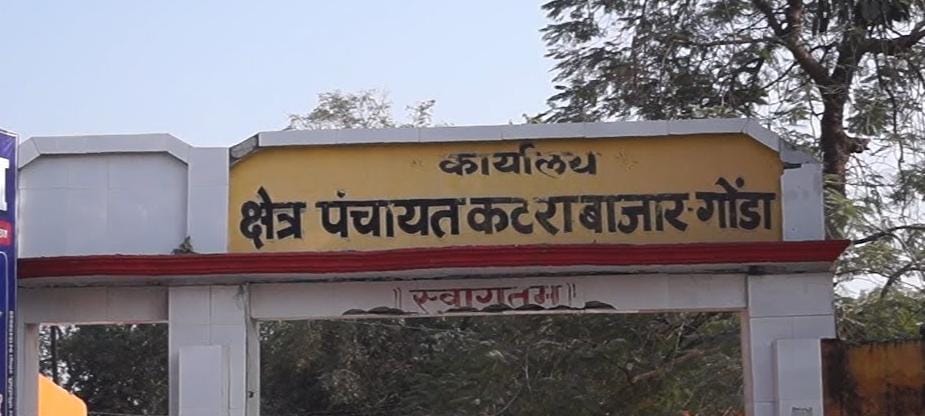 कार्यालय
क्षेत्र पंचायत कटरा बाजार-गोंडा
॥ स्वागतम ॥